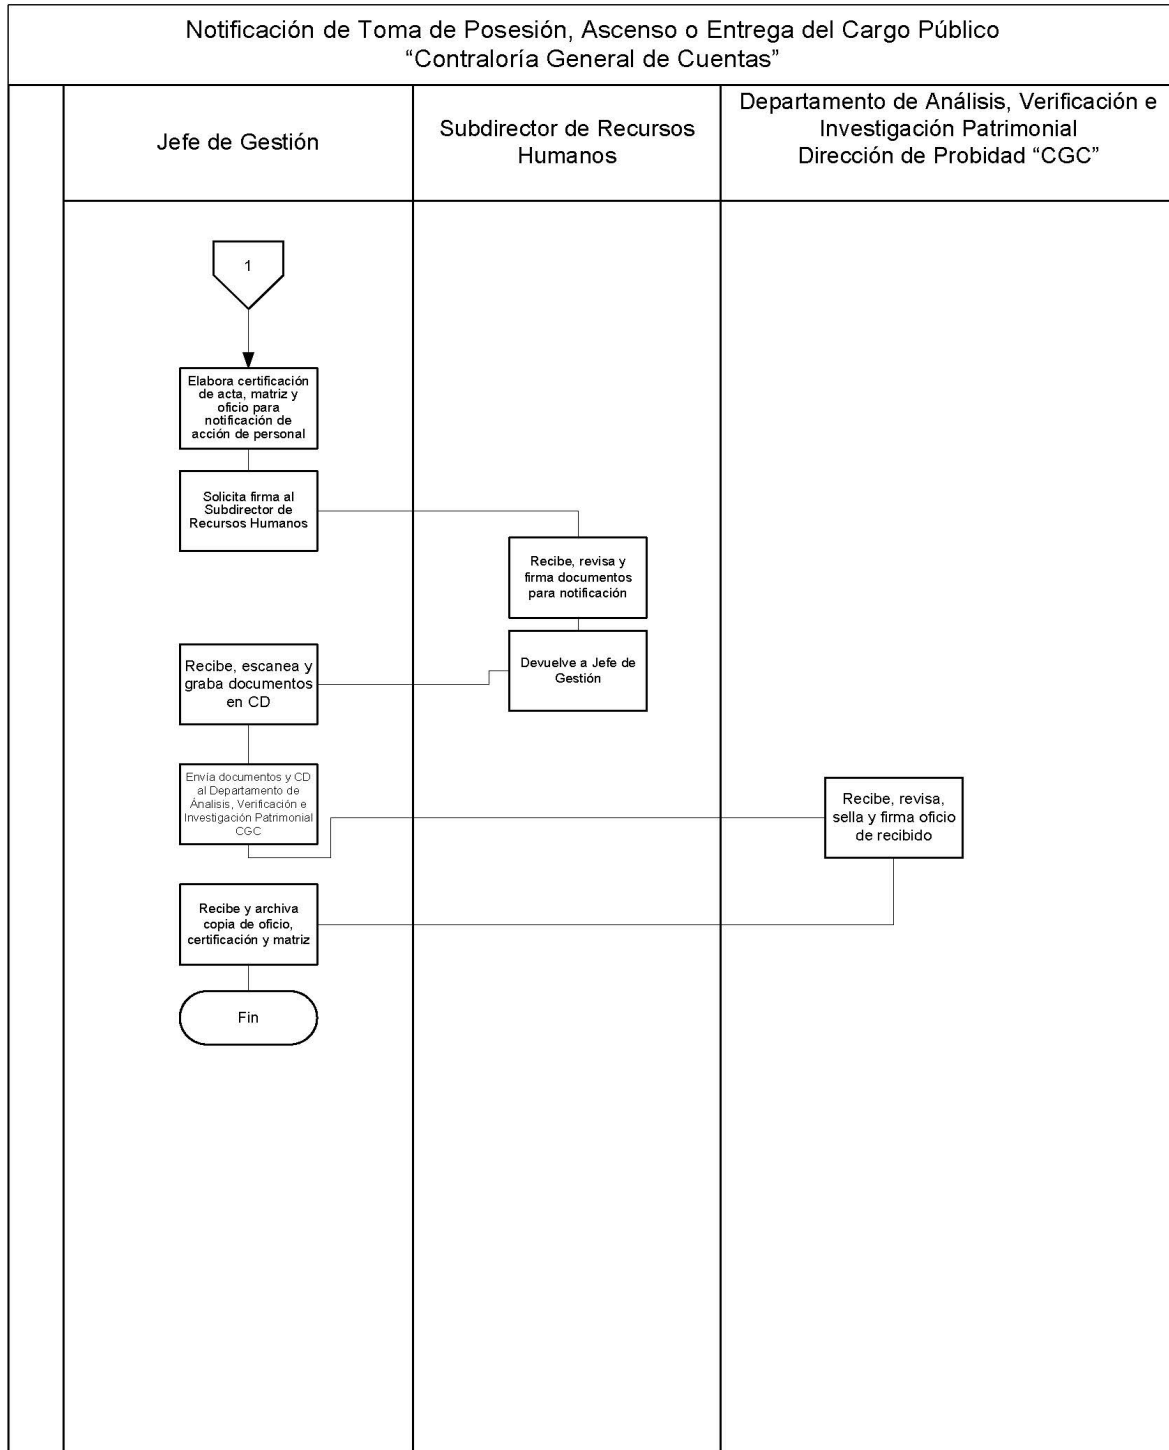 Notificación de Toma de Posesión, Ascenso o Entrega del Cargo Público
“Contraloría General de Cuentas”
Jefe de Gestión
Subdirector de Recursos
Humanos
Departamento de Análisis, Verificación e
Investigación Patrimonial
Dirección de Probidad “CGC”
1
Elabora certificación
de acta, matriz y
oficio para
notificación de
acción de personal
Solicita firma al
Subdirector de
Recursos Humanos
Recibe, revisa y
firma documentos
para notificación
Devuelve a Jefe de
Gestión
Recibe, escanea y
graba documentos
en CD
Envía documentos y CD
al Departamento de
Ánalisis, Verificación e
Investigación Patrimonial
CGC
Recibe, revisa,
sella y firma oficio
de recibido
Recibe y archiva
copia de oficio,
certificación y matriz
Fin